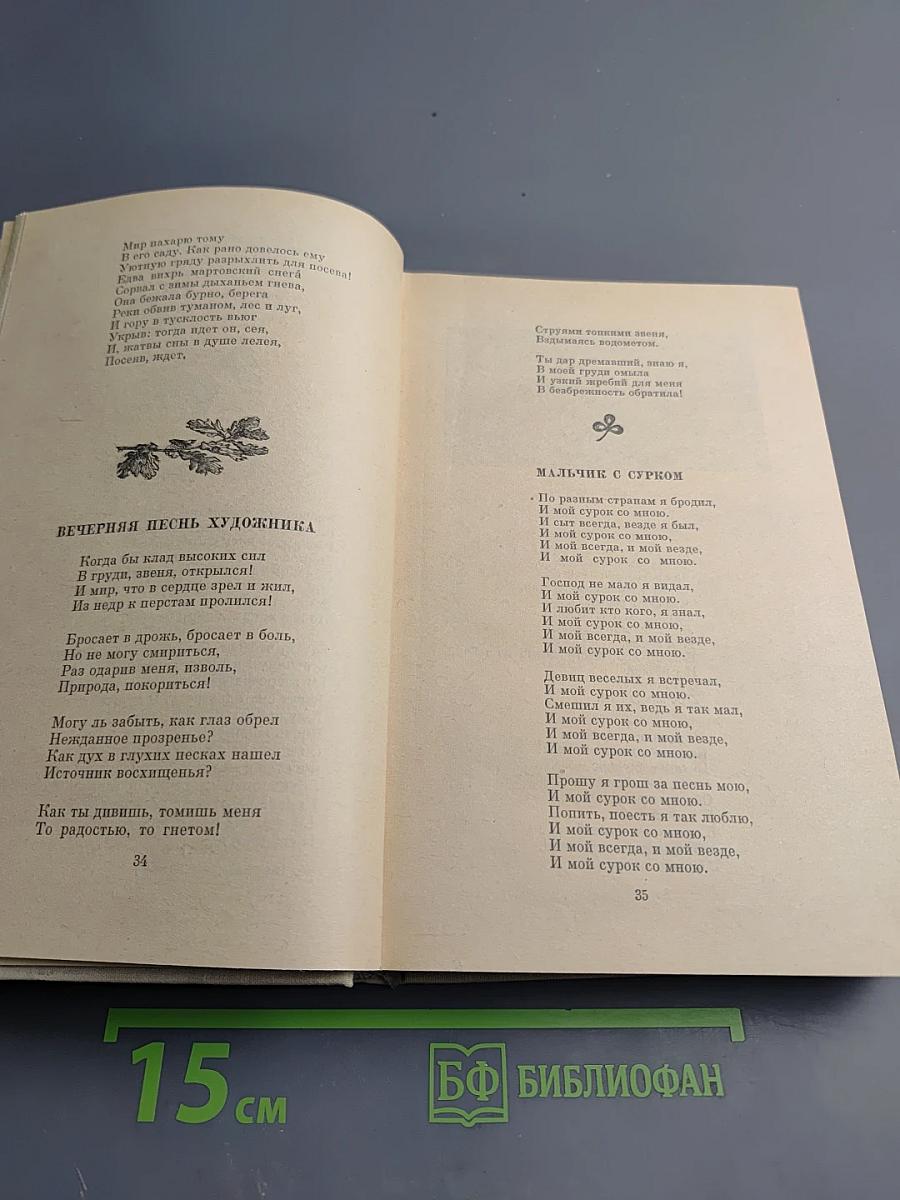 Мир пахарю тому
В его саду. Как рано довелось ему
Уютную гряду разрыхлить для посева!
Едва вихрь мартовский снега́
Сорвал с зимы дыханьем гнева,
Она бежала бурно, берега
Реки обвив туманом, лес и луг,
И гору в тусклость вьюг
Укрыв: тогда идет он, сея,
И, жатвы сны в душе лелея,
Посеяв, ждет.
ВЕЧЕРНЯЯ ПЕСНЬ ХУДОЖНИКА
Когда бы клад высоких сил
В груди, звеня, открылся!
И мир, что в сердце зрел и жил,
Из недр к перстам пролился!
Бросает в дрожь, бросает в боль,
Но не могу смириться,
Раз одарив меня, изволь,
Природа, покориться!
Могу ль забыть, как глаз обрел
Нежданное прозренье?
Как дух в глухих песках нашел
Источник восхищенья?
Как ты дивишь, томишь меня
То радостью, то гнетом!
34
Струями тонкими звеня,
Вздымаясь водометом.
Ты дар дремавший, знаю я,
В моей груди омыла
И узкий жребий для меня
В безбрежность обратила!
МАЛЬЧИК С СУРКОМ
По разным странам я бродил,
И мой сурок со мною.
И сыт всегда, везде я был,
И мой сурок со мною,
И мой всегда, и мой везде,
И мой сурок со мною.
Господ не мало я видал,
И мой сурок со мною.
И любит кто кого, я знал,
И мой сурок со мною,
И мой всегда, и мой везде,
И мой сурок со мною.
Девиц веселых я встречал,
И мой сурок со мною.
Смешил я их, ведь я так мал,
И мой сурок со мною,
И мой всегда, и мой везде,
И мой сурок со мною.
Прошу я грош за песнь мою,
И мой сурок со мною.
Попить, поесть я так люблю,
И мой сурок со мною,
И мой всегда, и мой везде,
И мой сурок со мною.
35
15 см
БФ БИБЛИОФАН